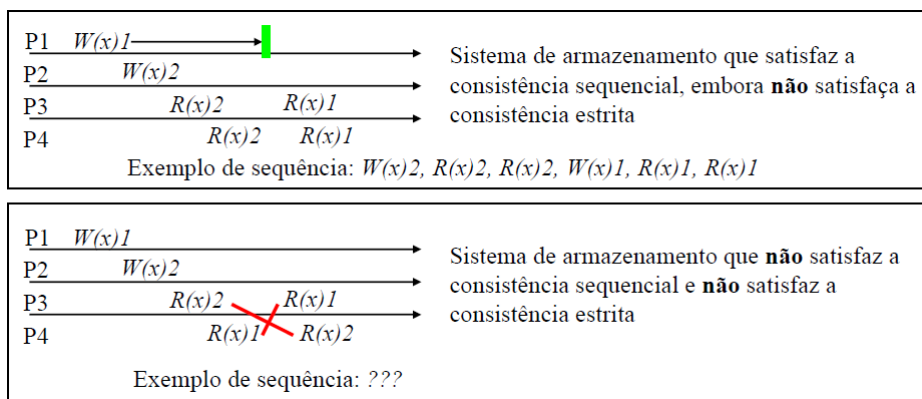 P1 W(x)1
P2 W(x)2
P3 R(x)2 R(x)1
P4 R(x)2 R(x)1
Sistema de armazenamento que satisfaz a
consistência sequencial, embora não satisfaça a
consistência estrita
Exemplo de sequência: W(x)2, R(x)2, R(x)2, W(x)1, R(x)1, R(x)1
P1 W(x)1
P2 W(x)2
P3 R(x)2 R(x)1
P4 R(x)1 R(x)2
Sistema de armazenamento que não satisfaz a
consistência sequencial e não satisfaz a
consistência estrita
Exemplo de sequência: ???